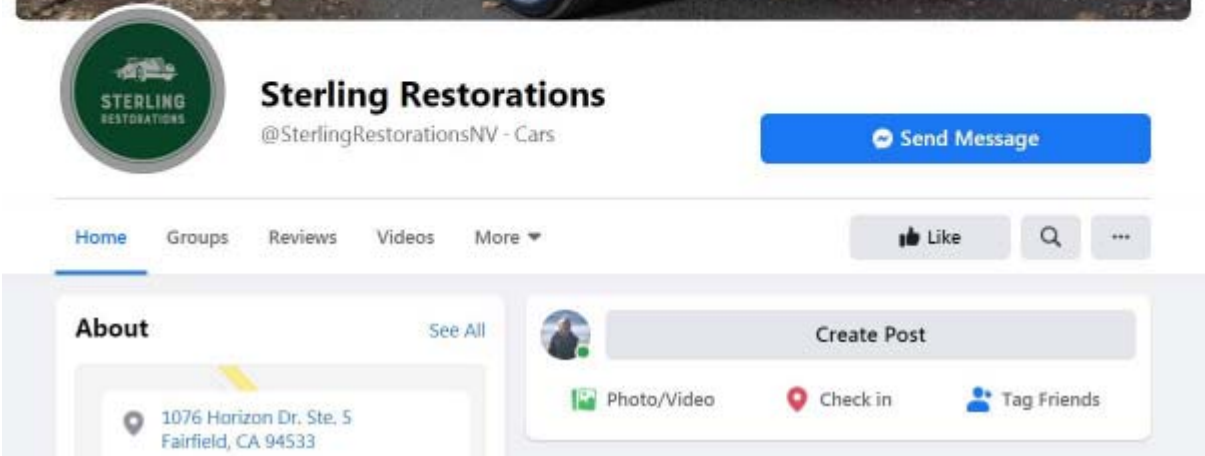 STERLING
RESTORATIONS
Sterling Restorations
@SterlingRestorationsNV · Cars
Send Message
Home Groups Reviews Videos More
Like
About
See All
Create Post
Photo/Video Check in Tag Friends
1076 Horizon Dr. Ste. 5
Fairfield, CA 94533